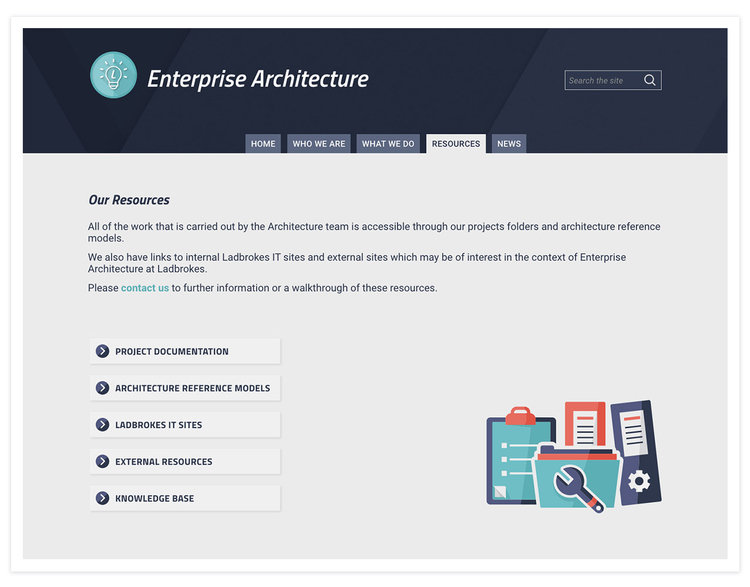 L
Enterprise Architecture
Search the site
HOME WHO WE ARE WHAT WE DO RESOURCES NEWS
Our Resources
All of the work that is carried out by the Architecture team is accessible through our projects folders and architecture reference
models.
We also have links to internal Ladbrokes IT sites and external sites which may be of interest in the context of Enterprise
Architecture at Ladbrokes.
Please contact us to further information or a walkthrough of these resources.
PROJECT DOCUMENTATION
ARCHITECTURE REFERENCE MODELS
LADBROKES IT SITES
EXTERNAL RESOURCES
KNOWLEDGE BASE